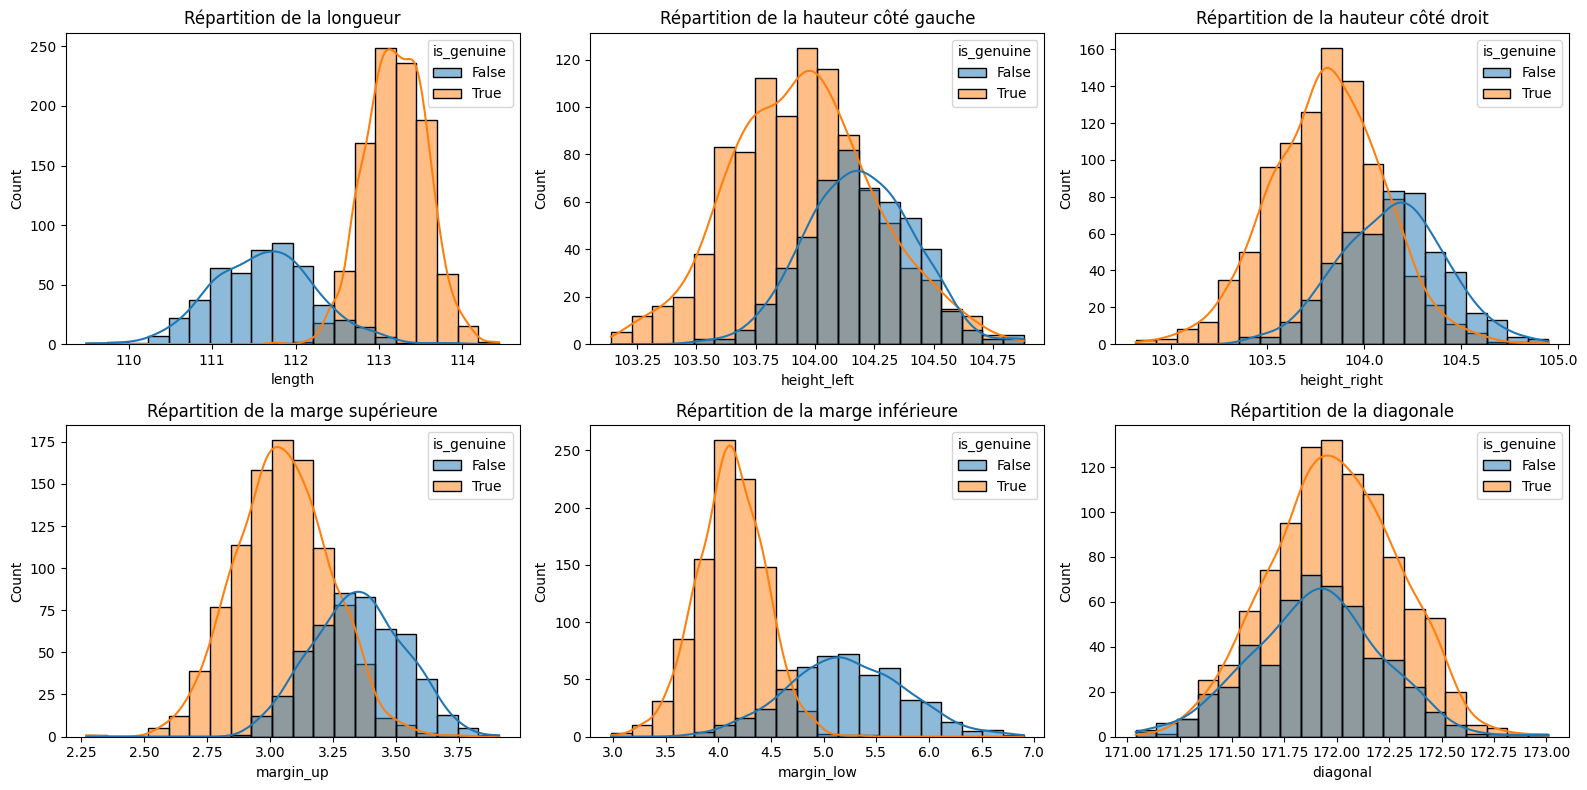 Répartition de la longueur
is_genuine
False
True
250
200
150
100
50
0
Count
110
111
112
113
114
length
Répartition de la hauteur côté gauche
is_genuine
False
True
120
100
80
60
40
20
0
Count
103.25
103.50
103.75
104.00
104.25
104.50
104.75
height_left
Répartition de la hauteur côté droit
is_genuine
False
True
160
140
120
100
80
60
40
20
0
Count
103.0
103.5
104.0
104.5
105.0
height_right
Répartition de la marge supérieure
is_genuine
False
True
175
150
125
100
75
50
25
0
Count
2.25
2.50
2.75
3.00
3.25
3.50
3.75
margin_up
Répartition de la marge inférieure
is_genuine
False
True
250
200
150
100
50
0
Count
3.0
3.5
4.0
4.5
5.0
5.5
6.0
6.5
7.0
margin_low
Répartition de la diagonale
is_genuine
False
True
120
100
80
60
40
20
0
Count
171.00
171.25
171.50
171.75
172.00
172.25
172.50
172.75
173.00
diagonal